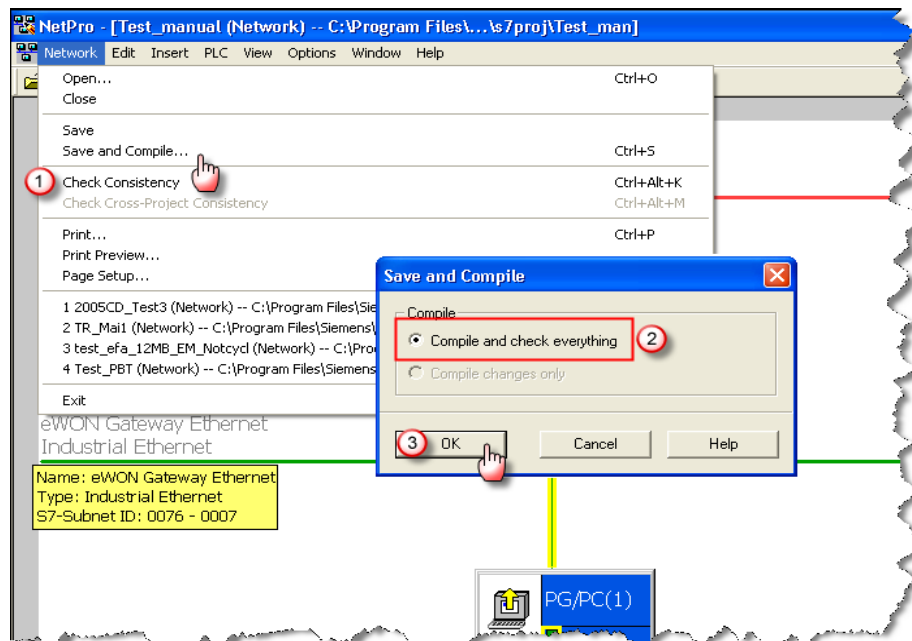 NetPro - [Test_manual (Network) -- C:\Program Files\...\s7proj\Test_man]
Network Edit Insert PLC View Options Window Help
Open... Ctrl+O
Close
Save
Save and Compile... Ctrl+S
1 Check Consistency Ctrl+Alt+K
Check Cross-Project Consistency Ctrl+Alt+M
Print... Ctrl+P
Print Preview...
Page Setup...
1 2005CD_Test3 (Network) -- C:\Program Files\Sie
2 TR_Mai1 (Network) -- C:\Program Files\Siemens\
3 test_efa_12MB_EM_Notcycl (Network) -- C:\Pro
4 Test_PBT (Network) -- C:\Program Files\Siemens
Exit
Save and Compile
Compile
Compile and check everything 2
Compile changes only
3 OK Cancel Help
eWON Gateway Ethernet
Industrial Ethernet
Name: eWON Gateway Ethernet
Type: Industrial Ethernet
S7-Subnet ID: 0076 - 0007
PG/PC(1)